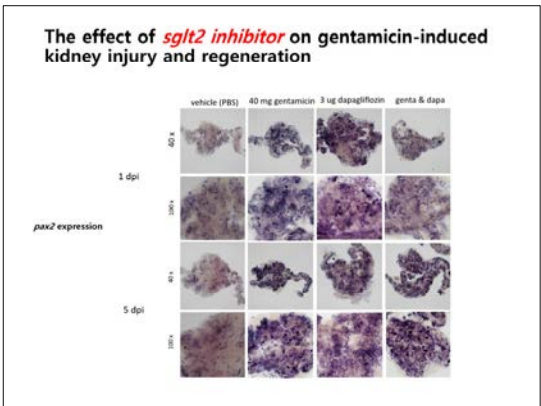 The effect of sglt2 inhibitor on gentamicin-induced
kidney injury and regeneration
vehicle (PBS) 40 mg gentamicin 3 ug dapagliflozin genta & dapa
40 x
1 dpi
100 x
pax2 expression
40 x
5 dpi
100 x